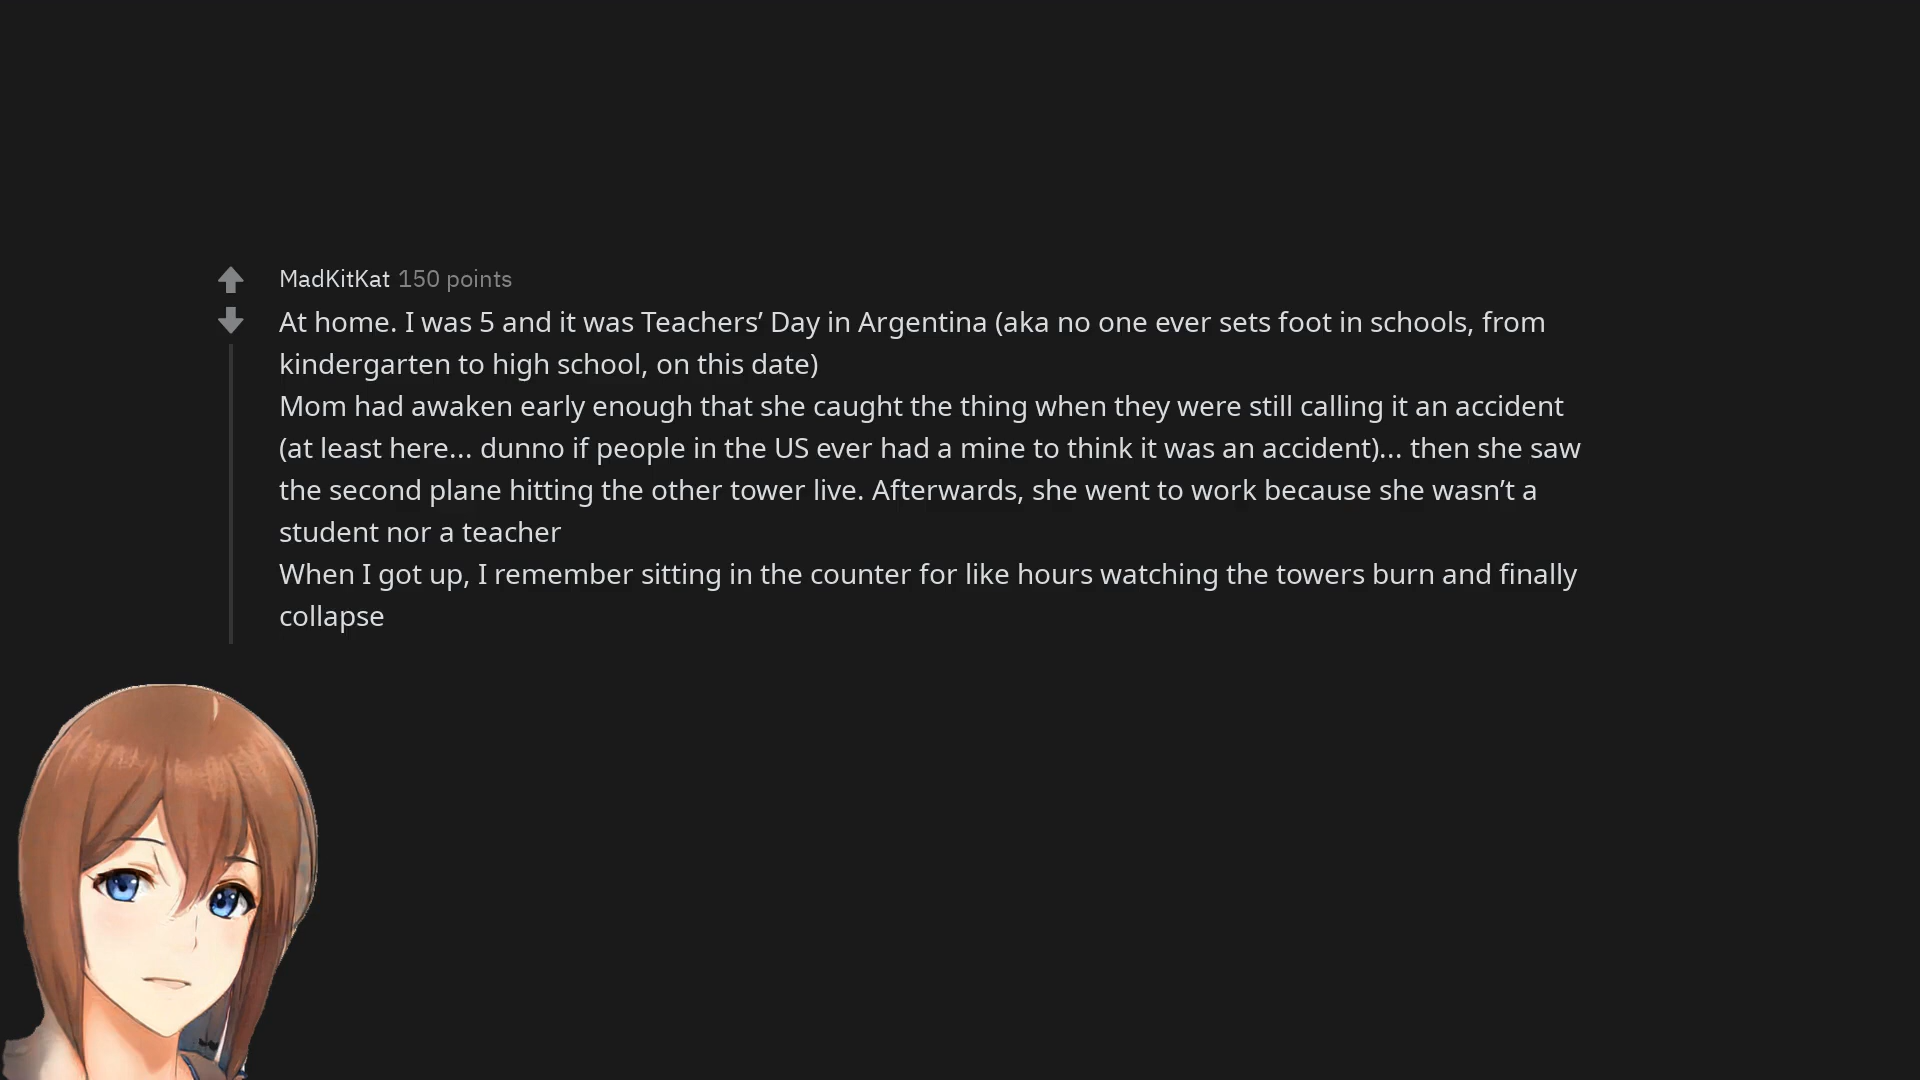 MadKitKat 150 points
At home. I was 5 and it was Teachers’ Day in Argentina (aka no one ever sets foot in schools, from
kindergarten to high school, on this date)
Mom had awaken early enough that she caught the thing when they were still calling it an accident
(at least here... dunno if people in the US ever had a mine to think it was an accident)... then she saw
the second plane hitting the other tower live. Afterwards, she went to work because she wasn’t a
student nor a teacher
When I got up, I remember sitting in the counter for like hours watching the towers burn and finally
collapse